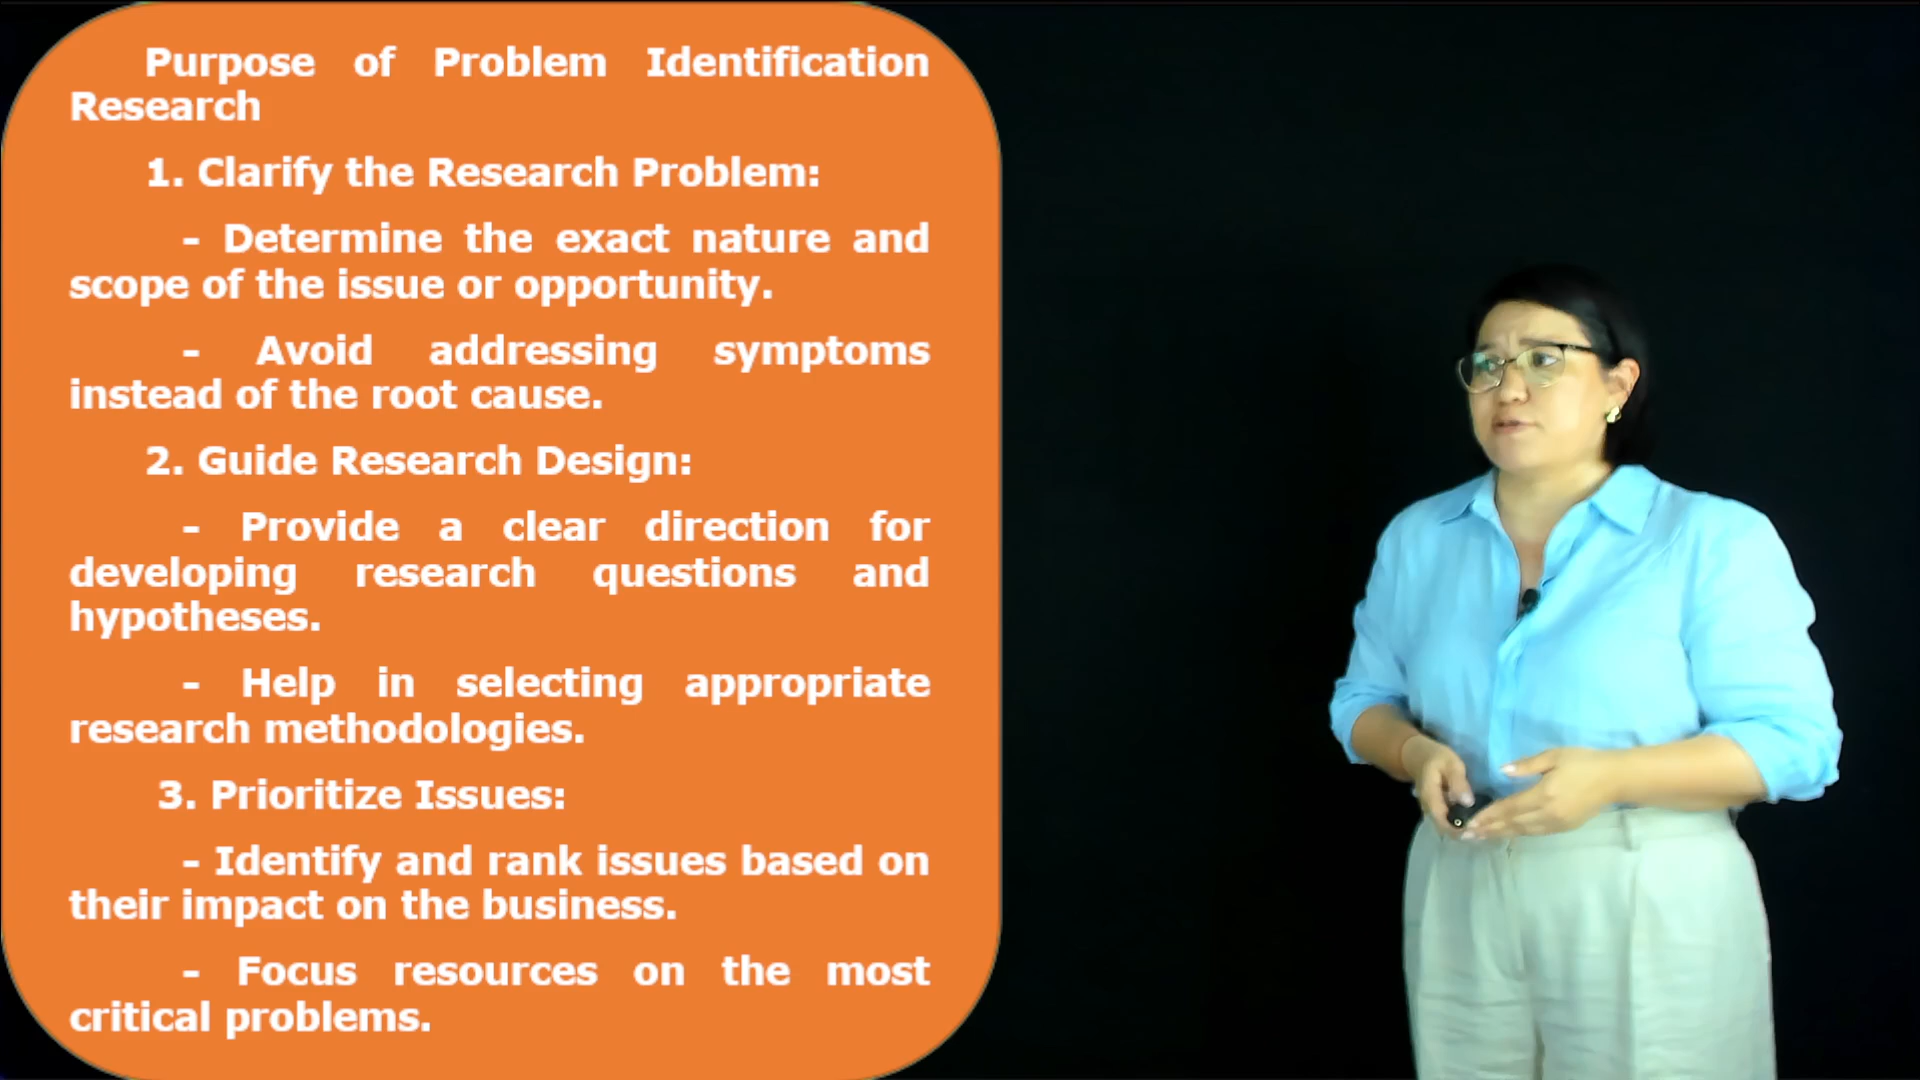 Purpose of Problem Identification
Research
1. Clarify the Research Problem:
- Determine the exact nature and
scope of the issue or opportunity.
- Avoid addressing symptoms
instead of the root cause.
2. Guide Research Design:
- Provide a clear direction for
developing research questions and
hypotheses.
- Help in selecting appropriate
research methodologies.
3. Prioritize Issues:
- Identify and rank issues based on
their impact on the business.
- Focus resources on the most
critical problems.